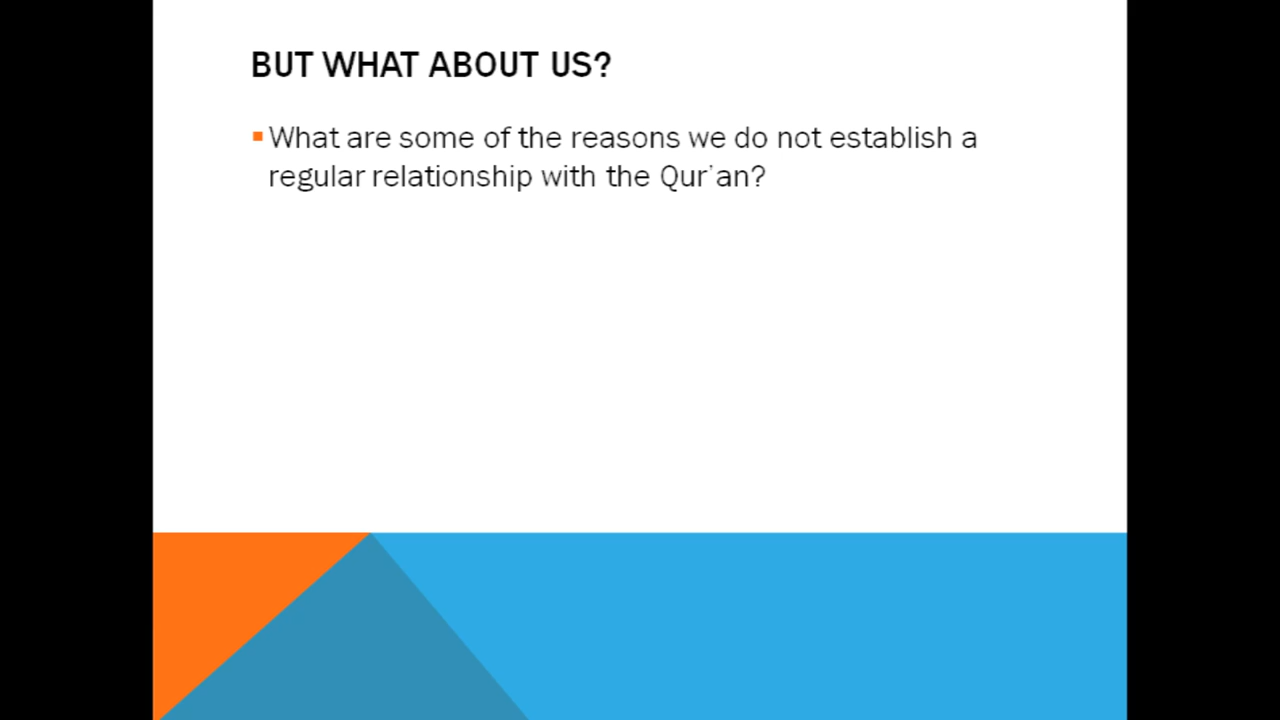 BUT WHAT ABOUT US?
What are some of the reasons we do not establish a
regular relationship with the Qur'an?